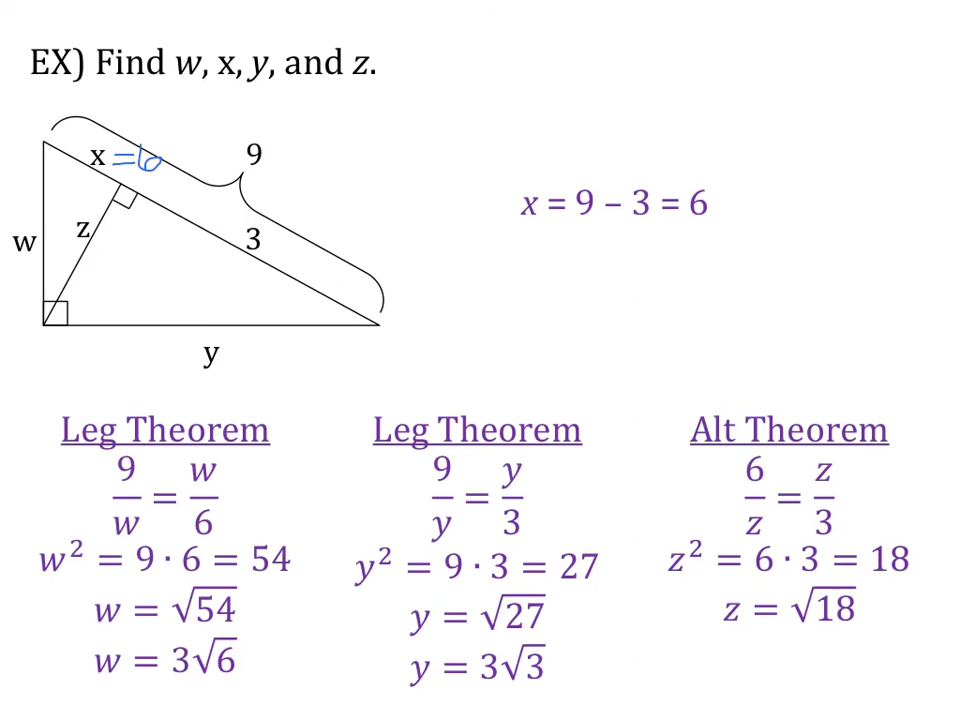 EX) Find w, x, y, and z.
x =6
9
x = 9 – 3 = 6
w
z
3
y
Leg Theorem
9/w = w/6
w² = 9 · 6 = 54
w = √54
w = 3√6
Leg Theorem
9/y = y/3
y² = 9 · 3 = 27
y = √27
y = 3√3
Alt Theorem
6/z = z/3
z² = 6 · 3 = 18
z = √18